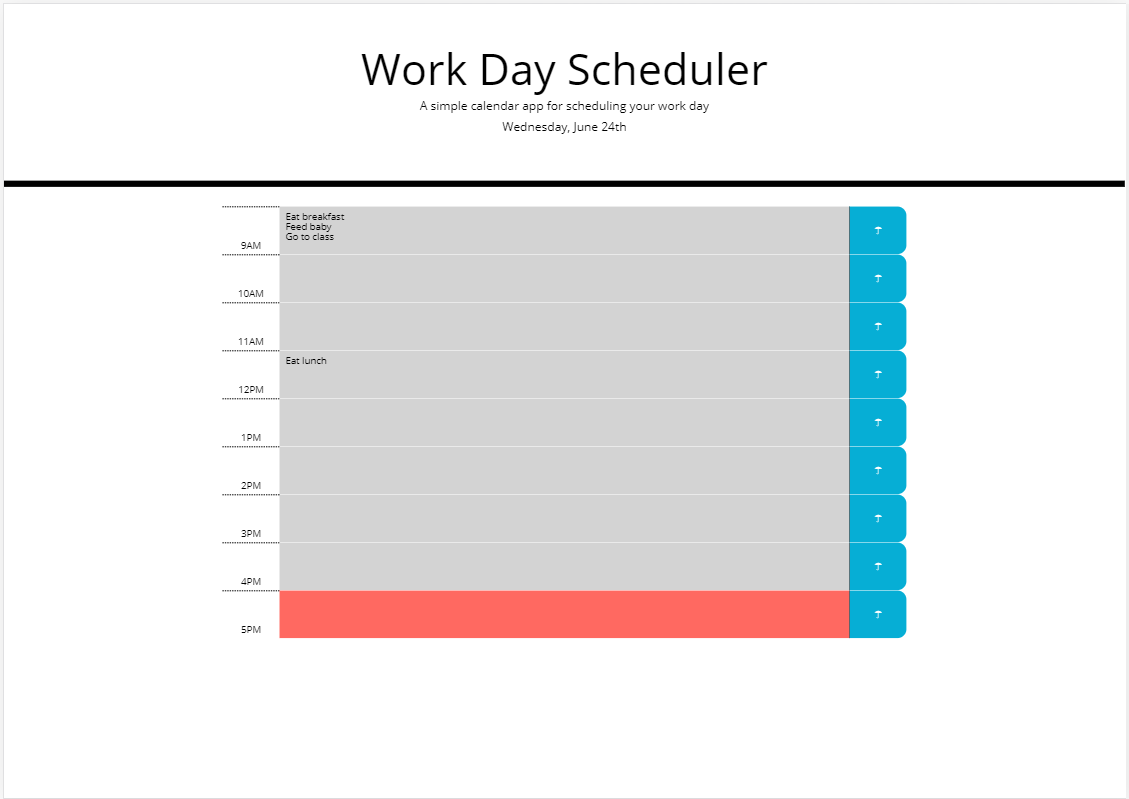 Work Day Scheduler
A simple calendar app for scheduling your work day
Wednesday, June 24th
Eat breakfast
Feed baby
Go to class
9AM
10AM
11AM
Eat lunch
12PM
1PM
2PM
3PM
4PM
5PM